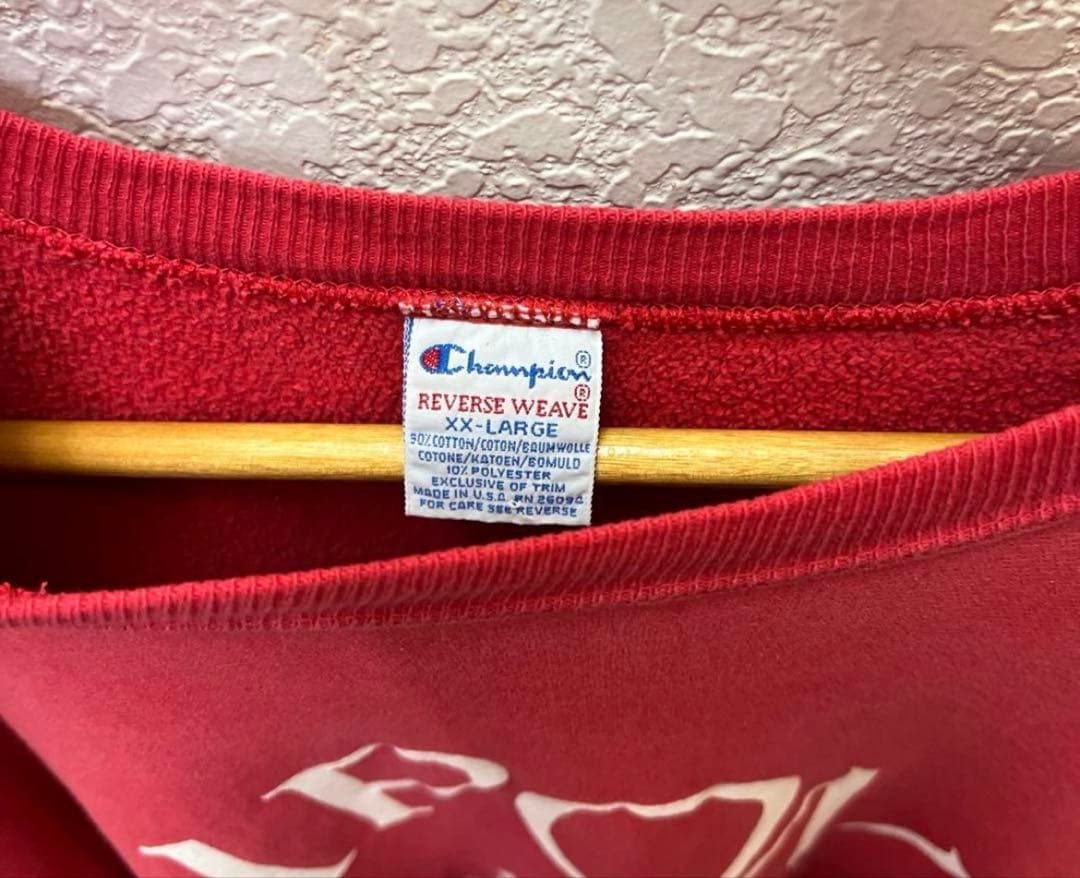 Champion®
REVERSE WEAVE®
XX-LARGE
90% COTTON/COTON/BAUMWOLLE
COTONE/KATOEN/BOMULD
10% POLYESTER
EXCLUSIVE OF TRIM
MADE IN U.S.A. RN 26094
FOR CARE SEE REVERSE